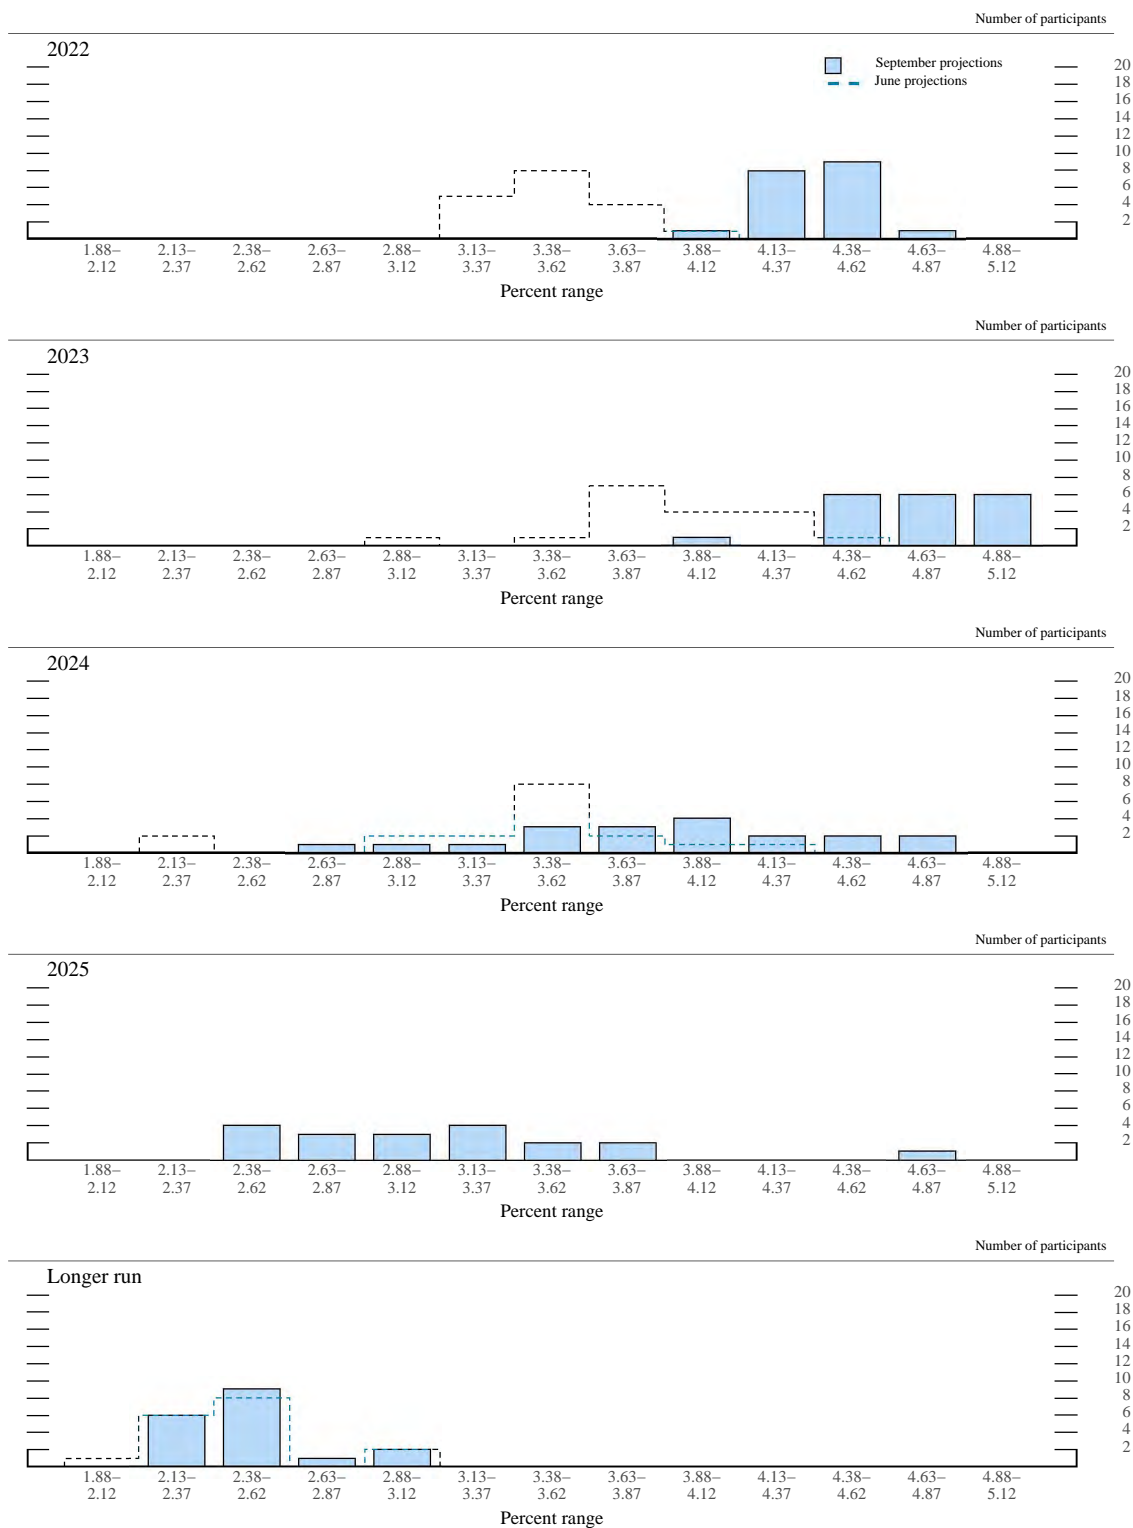 Number of participants
2022
September projections
June projections
20
18
16
14
12
10
8
6
4
2
1.88– 2.13– 2.38– 2.63– 2.88– 3.13– 3.38– 3.63– 3.88– 4.13– 4.38– 4.63– 4.88–
2.12 2.37 2.62 2.87 3.12 3.37 3.62 3.87 4.12 4.37 4.62 4.87 5.12
Percent range
Number of participants
2023
20
18
16
14
12
10
8
6
4
2
1.88– 2.13– 2.38– 2.63– 2.88– 3.13– 3.38– 3.63– 3.88– 4.13– 4.38– 4.63– 4.88–
2.12 2.37 2.62 2.87 3.12 3.37 3.62 3.87 4.12 4.37 4.62 4.87 5.12
Percent range
Number of participants
2024
20
18
16
14
12
10
8
6
4
2
1.88– 2.13– 2.38– 2.63– 2.88– 3.13– 3.38– 3.63– 3.88– 4.13– 4.38– 4.63– 4.88–
2.12 2.37 2.62 2.87 3.12 3.37 3.62 3.87 4.12 4.37 4.62 4.87 5.12
Percent range
Number of participants
2025
20
18
16
14
12
10
8
6
4
2
1.88– 2.13– 2.38– 2.63– 2.88– 3.13– 3.38– 3.63– 3.88– 4.13– 4.38– 4.63– 4.88–
2.12 2.37 2.62 2.87 3.12 3.37 3.62 3.87 4.12 4.37 4.62 4.87 5.12
Percent range
Number of participants
Longer run
20
18
16
14
12
10
8
6
4
2
1.88– 2.13– 2.38– 2.63– 2.88– 3.13– 3.38– 3.63– 3.88– 4.13– 4.38– 4.63– 4.88–
2.12 2.37 2.62 2.87 3.12 3.37 3.62 3.87 4.12 4.37 4.62 4.87 5.12
Percent range